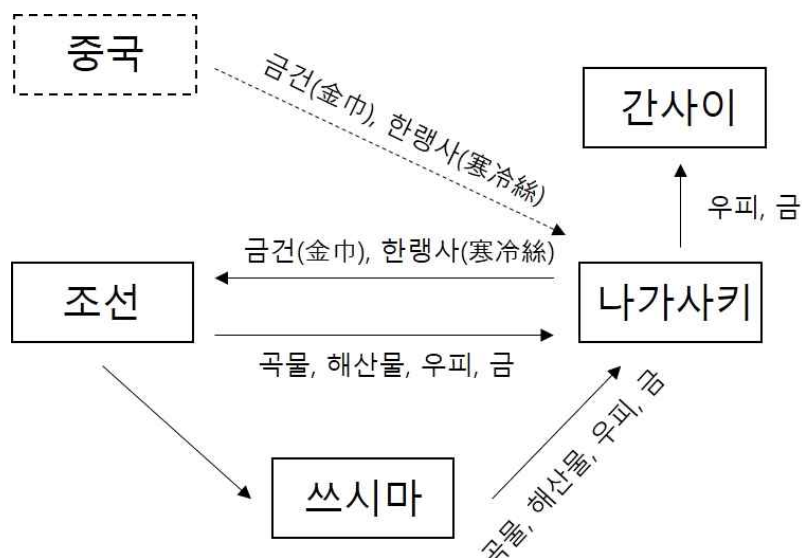 중국
금건(金巾), 한랭사(寒冷絲)
간사이
우피, 금
금건(金巾), 한랭사(寒冷絲)
조선
나가사키
곡물, 해산물, 우피, 금
쓰시마
곡물, 해산물, 우피, 금